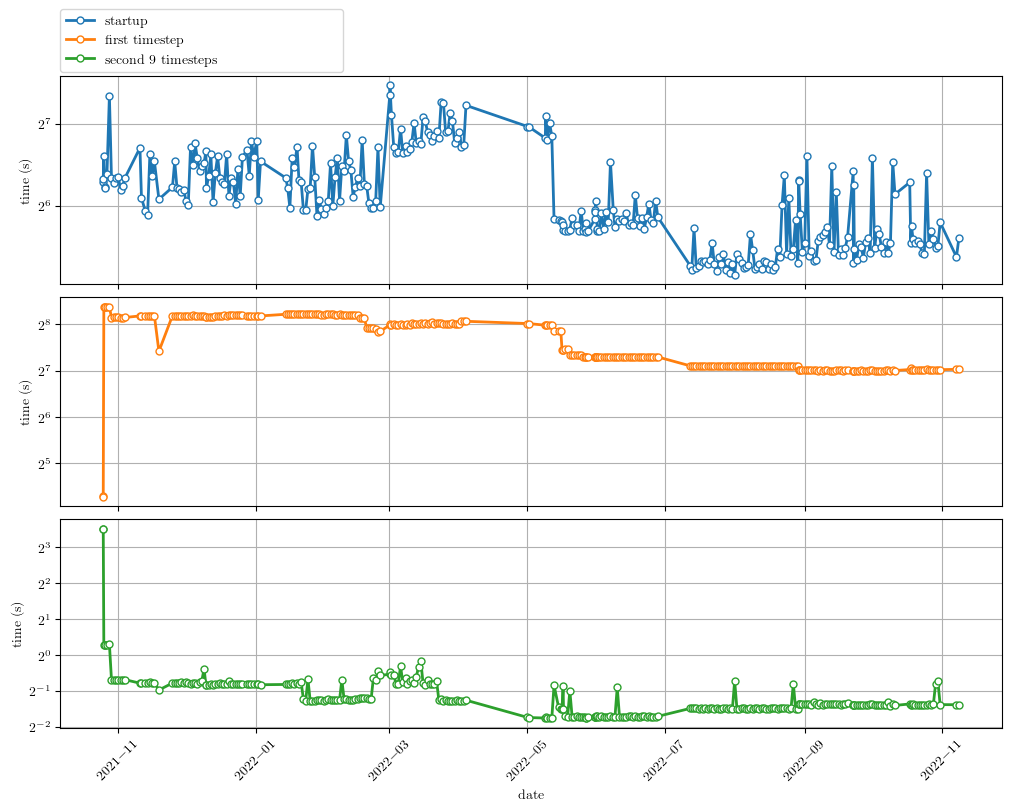 startup
first timestep
second 9 timesteps
2^7
2^6
time (s)
2^8
2^7
2^6
2^5
time (s)
2^3
2^2
2^1
2^0
2^−1
2^−2
time (s)
2021−11
2022−01
2022−03
2022−05
2022−07
2022−09
2022−11
date